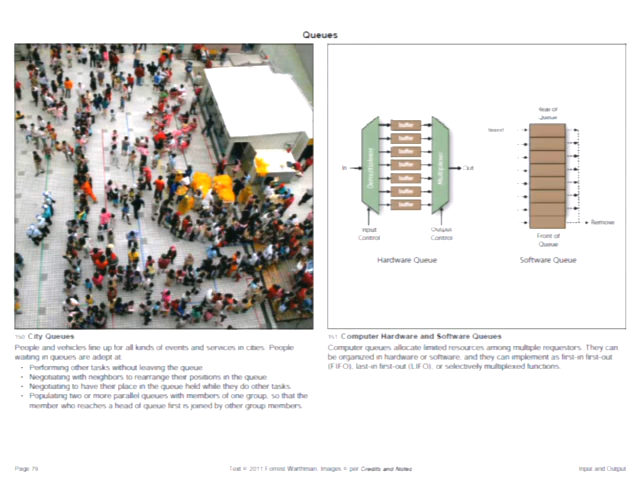 Queues
In
Demultiplexer
buffer
buffer
buffer
buffer
buffer
buffer
buffer
Multiplexer
Out
Input
Control
Output
Control
Hardware Queue
Rear of
Queue
Remove
Front of
Queue
Software Queue
City Queues
People and vehicles line up for all kinds of events and services in cities. People
waiting in queues are adept at:
• Performing other tasks without leaving the queue
• Negotiating with neighbors to rearrange their positions in the queue
• Negotiating to have their place in the queue held while they do other tasks.
• Populating two or more parallel queues with members of one group, so that the
member who reaches a head of queue first is joined by other group members.
151 Computer Hardware and Software Queues
Computer queues allocate limited resources among multiple requestors. They can
be organized in hardware or software, and they can implement as first-in first-out
(FIFO), last-in first-out (LIFO), or selectively multiplexed functions.
Page 76
Text © 2011 Forrest Warthman. Images © per Credits and Notes
Input and Output